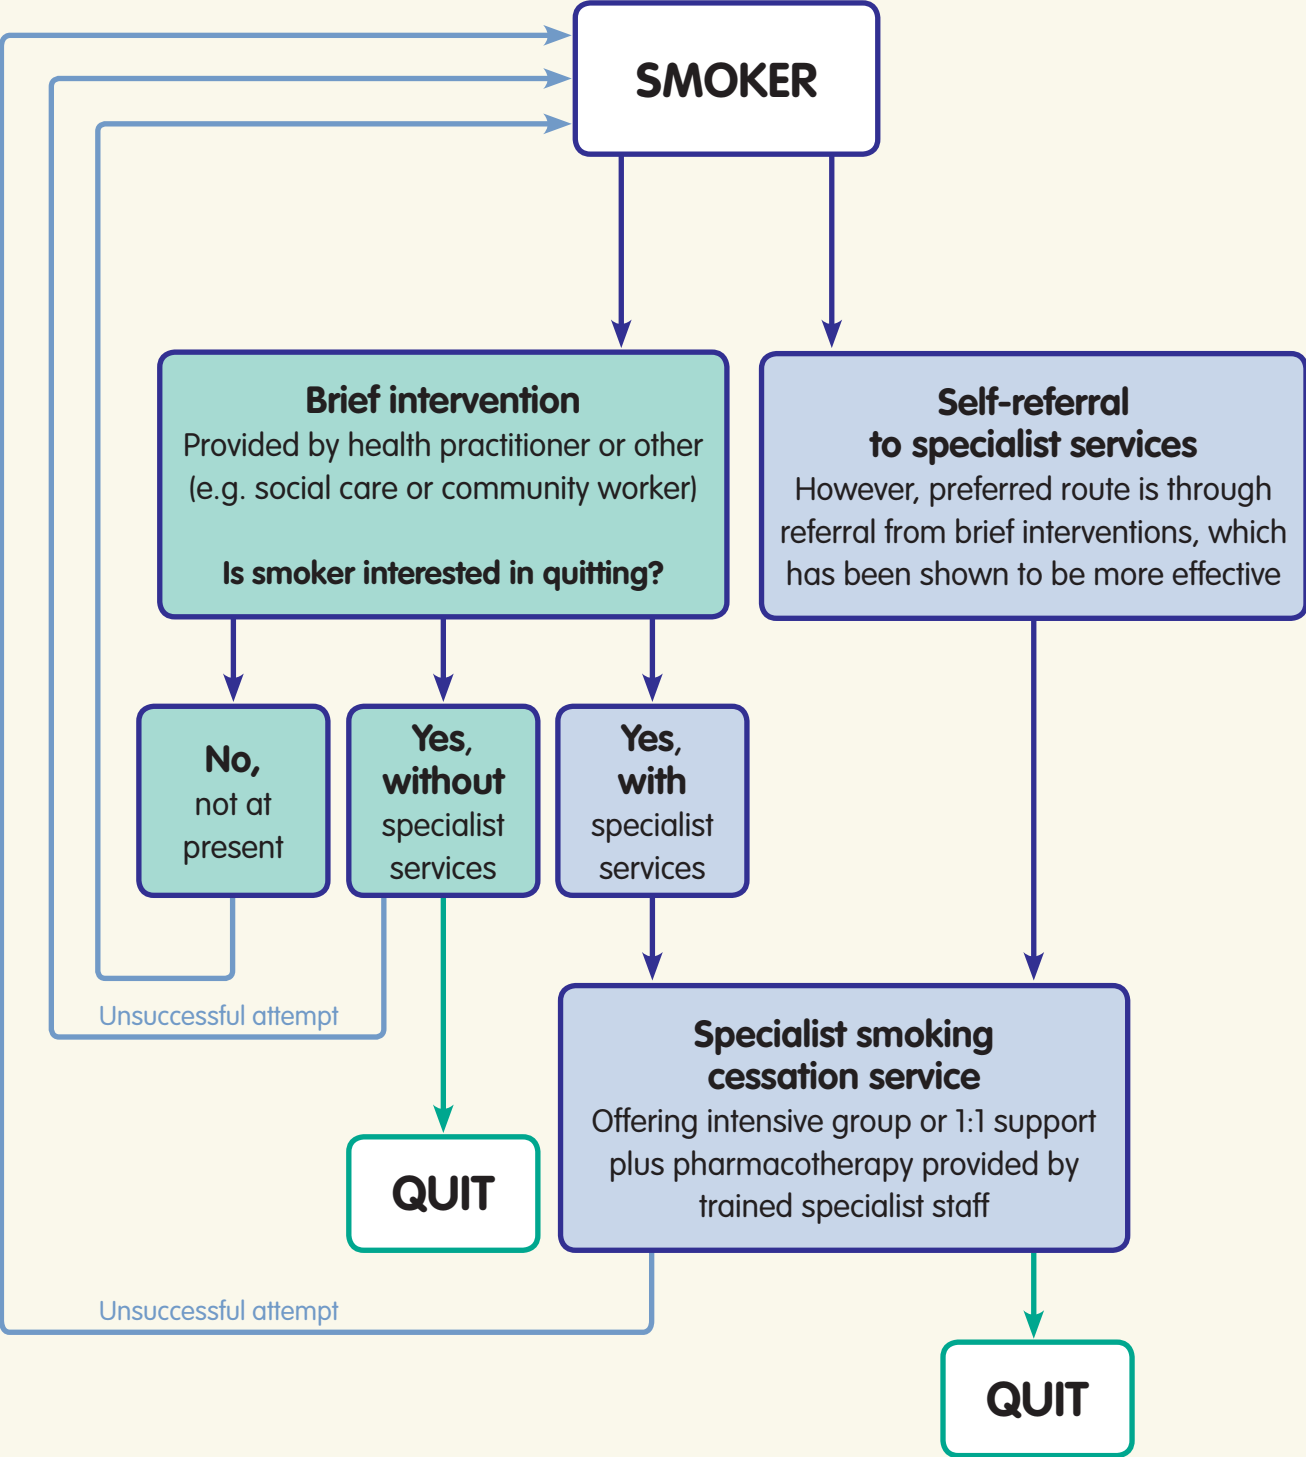 SMOKER
Brief intervention
Provided by health practitioner or other
(e.g. social care or community worker)
Is smoker interested in quitting?
Self-referral
to specialist services
However, preferred route is through
referral from brief interventions, which
has been shown to be more effective
No,
not at
present
Yes,
without
specialist
services
Yes,
with
specialist
services
Unsuccessful attempt
Specialist smoking
cessation service
Offering intensive group or 1:1 support
plus pharmacotherapy provided by
trained specialist staff
QUIT
Unsuccessful attempt
QUIT